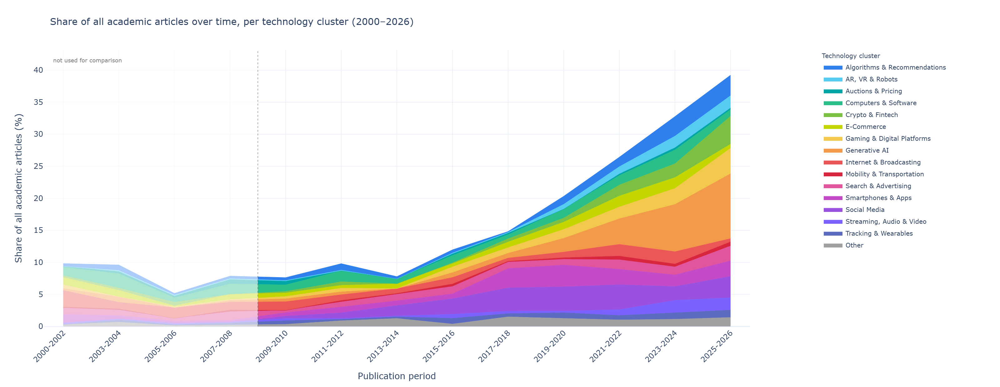 Share of all academic articles over time, per technology cluster (2000–2026)
not used for comparison
Share of all academic articles (%)
40
35
30
25
20
15
10
5
0
2000-2002
2003-2004
2005-2006
2007-2008
2009-2010
2011-2012
2013-2014
2015-2016
2017-2018
2019-2020
2021-2022
2023-2024
2025-2026
Publication period
Technology cluster
Algorithms & Recommendations
AR, VR & Robots
Auctions & Pricing
Computers & Software
Crypto & Fintech
E-Commerce
Gaming & Digital Platforms
Generative AI
Internet & Broadcasting
Mobility & Transportation
Search & Advertising
Smartphones & Apps
Social Media
Streaming, Audio & Video
Tracking & Wearables
Other